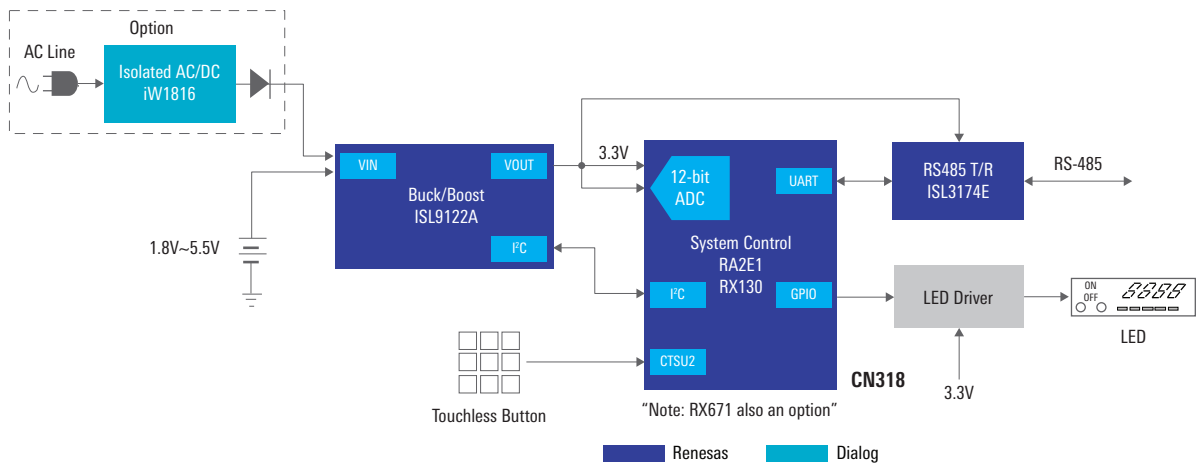 Option
AC Line
Isolated AC/DC
iW1816
VIN
VOUT
Buck/Boost
ISL9122A
I²C
1.8V~5.5V
3.3V
12-bit
ADC
UART
System Control
RA2E1
RX130
I²C
GPIO
CTSU2
RS485 T/R
ISL3174E
RS-485
LED Driver
ON
OFF
8888
LED
3.3V
CN318
Touchless Button
"Note: RX671 also an option"
Renesas
Dialog